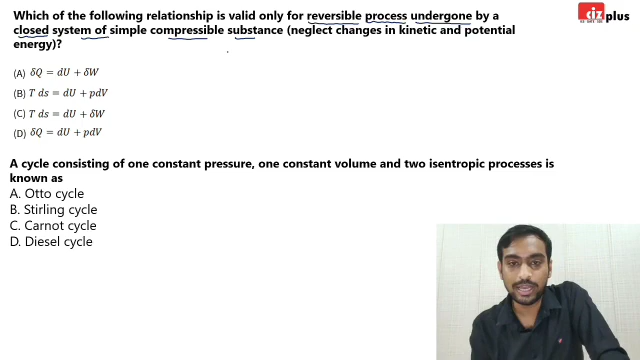 Which of the following relationship is valid only for reversible process undergone by a
closed system of simple compressible substance (neglect changes in kinetic and potential
energy)?
(A) δQ = dU + δW
(B) T ds = dU + pdV
(C) T ds = dU + δW
(D) δQ = dU + pdV
A cycle consisting of one constant pressure, one constant volume and two isentropic processes is
known as
A. Otto cycle
B. Stirling cycle
C. Carnot cycle
D. Diesel cycle
ciz plus